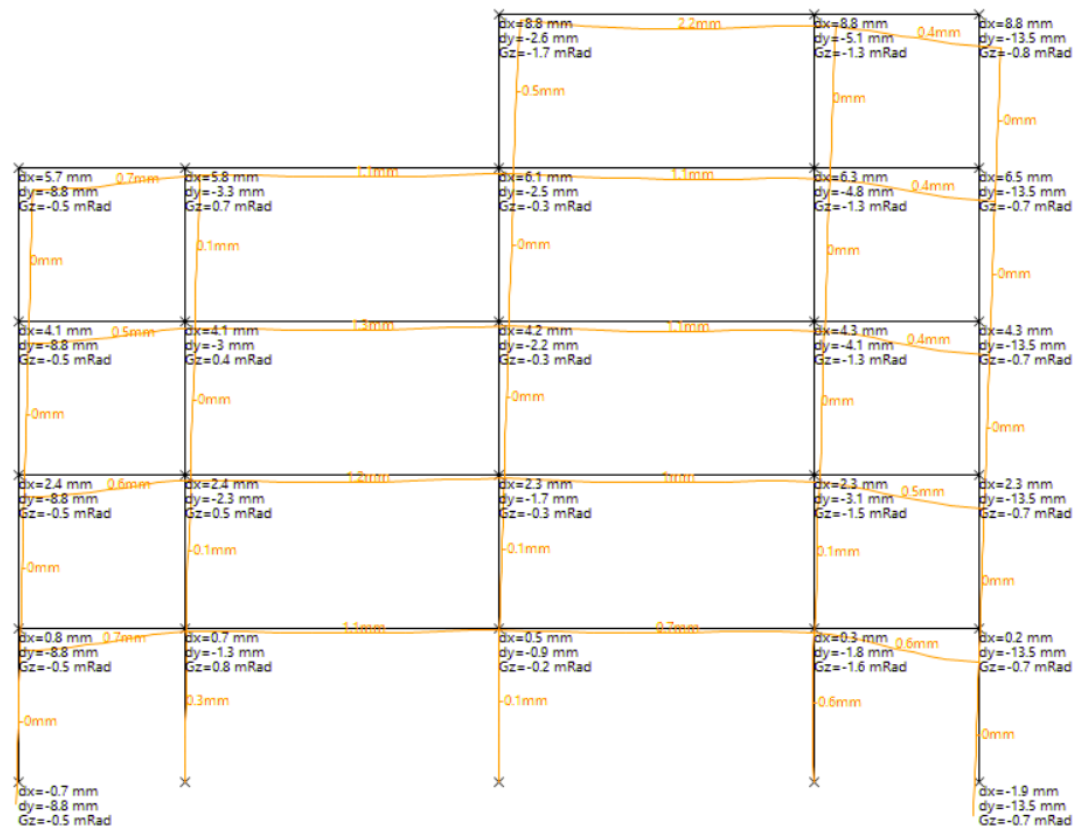 dx=8.8 mm
dy=-2.6 mm
Gz=-1.7 mRad
2.2mm
dx=8.8 mm
dy=-5.1 mm
Gz=-1.3 mRad
0.4mm
dx=8.8 mm
dy=-13.5 mm
Gz=-0.8 mRad
-0.5mm
0mm
-0mm
dx=5.7 mm
dy=-8.8 mm
Gz=-0.5 mRad
0.7mm
dx=5.8 mm
dy=-3.3 mm
Gz=0.7 mRad
1.1mm
dx=6.1 mm
dy=-2.5 mm
Gz=-0.3 mRad
1.1mm
dx=6.3 mm
dy=-4.8 mm
Gz=-1.3 mRad
0.4mm
dx=6.5 mm
dy=-13.5 mm
Gz=-0.7 mRad
0mm
0.1mm
-0mm
0mm
-0mm
dx=4.1 mm
dy=-8.8 mm
Gz=-0.5 mRad
0.5mm
dx=4.1 mm
dy=-3 mm
Gz=0.4 mRad
1.3mm
dx=4.2 mm
dy=-2.2 mm
Gz=-0.3 mRad
1.1mm
dx=4.3 mm
dy=-4.1 mm
Gz=-1.3 mRad
0.4mm
dx=4.3 mm
dy=-13.5 mm
Gz=-0.7 mRad
-0mm
-0mm
-0mm
0mm
-0mm
dx=2.4 mm
dy=-8.8 mm
Gz=-0.5 mRad
0.6mm
dx=2.4 mm
dy=-2.3 mm
Gz=0.5 mRad
1.2mm
dx=2.3 mm
dy=-1.7 mm
Gz=-0.3 mRad
1mm
dx=2.3 mm
dy=-3.1 mm
Gz=-1.5 mRad
0.5mm
dx=2.3 mm
dy=-13.5 mm
Gz=-0.7 mRad
-0mm
-0.1mm
-0.1mm
0.1mm
0mm
dx=0.8 mm
dy=-8.8 mm
Gz=-0.5 mRad
0.7mm
dx=0.7 mm
dy=-1.3 mm
Gz=0.8 mRad
1.1mm
dx=0.5 mm
dy=-0.9 mm
Gz=-0.2 mRad
0.7mm
dx=0.3 mm
dy=-1.8 mm
Gz=-1.6 mRad
0.6mm
dx=0.2 mm
dy=-13.5 mm
Gz=-0.7 mRad
-0mm
0.3mm
-0.1mm
-0.6mm
0mm
dx=-0.7 mm
dy=-8.8 mm
Gz=-0.5 mRad
dx=-1.9 mm
dy=-13.5 mm
Gz=-0.7 mRad